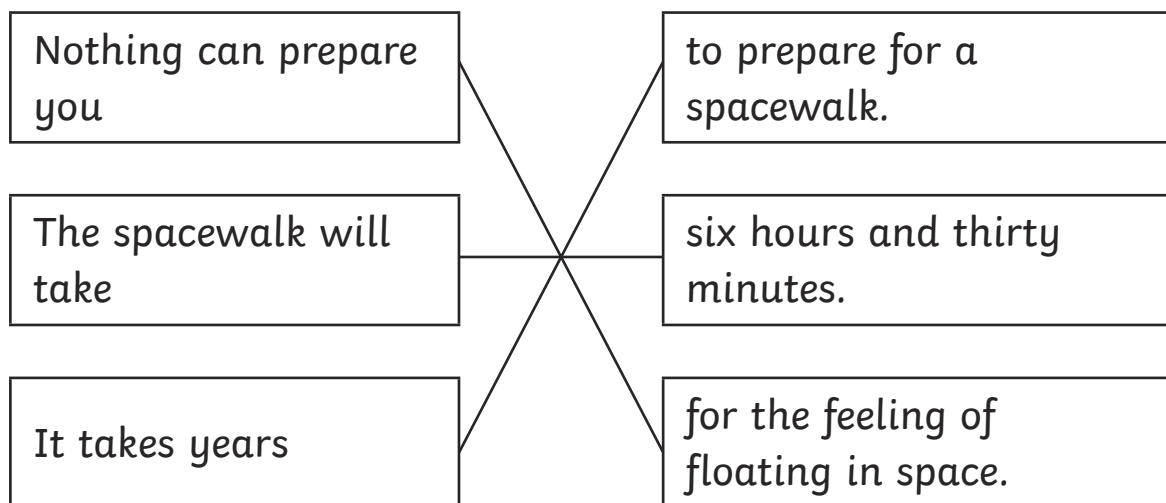 Nothing can prepare
you
to prepare for a
spacewalk.
The spacewalk will
take
six hours and thirty
minutes.
It takes years
for the feeling of
floating in space.